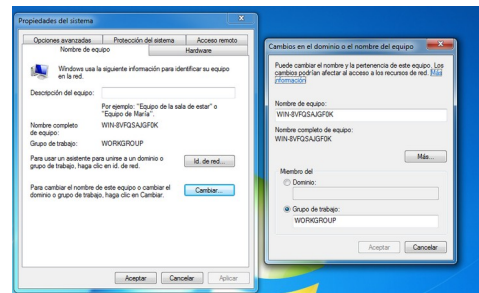 Propiedades del sistema
Opciones avanzadas
Protección del sistema
Acceso remoto
Nombre de equipo
Hardware
Windows usa la siguiente información para identificar su equipo
en la red.
Descripción del equipo:
Por ejemplo: "Equipo de la sala de estar" o
"Equipo de María".
Nombre completo
de equipo:
WIN-8VFQSAJGF0K
Grupo de trabajo:
WORKGROUP
Para usar un asistente para unirse a un dominio o
grupo de trabajo, haga clic en Id. de red.
Id. de red...
Para cambiar el nombre de este equipo o cambiar el
dominio o grupo de trabajo, haga clic en Cambiar.
Cambiar...
Aceptar
Cancelar
Aplicar
Cambios en el dominio o el nombre del equipo
Puede cambiar el nombre y la pertenencia de este equipo. Los
cambios podrían afectar al acceso a los recursos de red. Más
información
Nombre de equipo:
WIN-8VFQSAJGF0K
Nombre completo de equipo:
WIN-8VFQSAJGF0K
Más...
Miembro del
Dominio:
Grupo de trabajo:
WORKGROUP
Aceptar
Cancelar